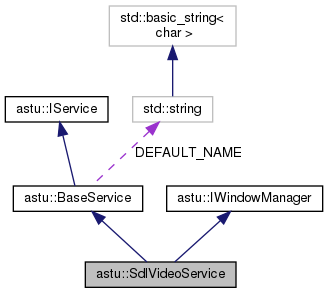 std::basic_string<
char >
astu::IService
std::string
DEFAULT_NAME
astu::BaseService
astu::IWindowManager
astu::SdlVideoService